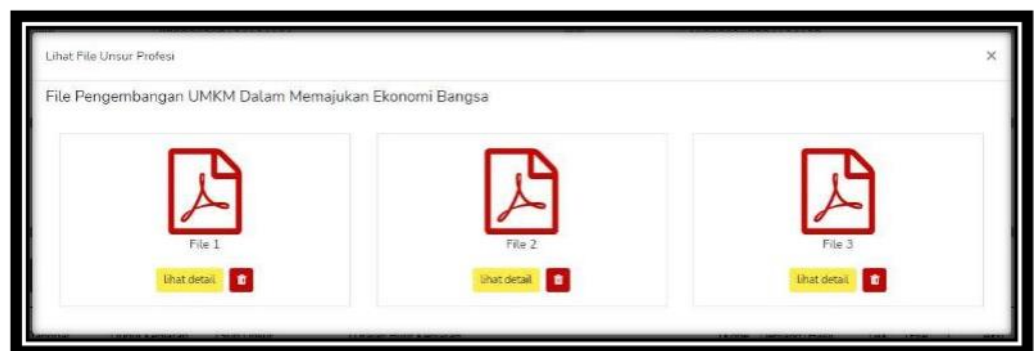 Lihat File Unsur Profesi ×
File Pengembangan UMKM Dalam Memajukan Ekonomi Bangsa
File 1 File 2 File 3
lihat detail lihat detail lihat detail